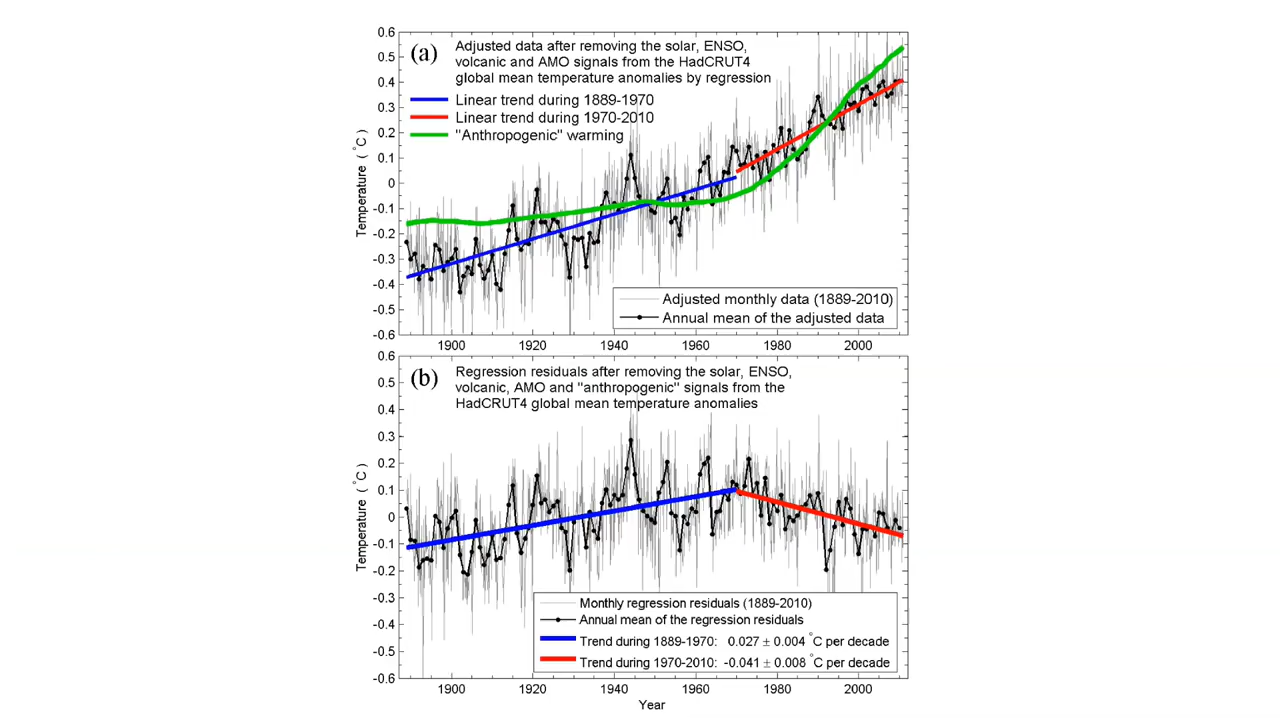 (a)
Adjusted data after removing the solar, ENSO,
volcanic and AMO signals from the HadCRUT4
global mean temperature anomalies by regression
Linear trend during 1889-1970
Linear trend during 1970-2010
"Anthropogenic" warming
Temperature ( °C )
0.6
0.5
0.4
0.3
0.2
0.1
0
-0.1
-0.2
-0.3
-0.4
-0.5
-0.6
Adjusted monthly data (1889-2010)
Annual mean of the adjusted data
1900 1920 1940 1960 1980 2000
(b)
Regression residuals after removing the solar, ENSO,
volcanic, AMO and "anthropogenic" signals from the
HadCRUT4 global mean temperature anomalies
Temperature ( °C )
0.6
0.5
0.4
0.3
0.2
0.1
0
-0.1
-0.2
-0.3
-0.4
-0.5
-0.6
Monthly regression residuals (1889-2010)
Annual mean of the regression residuals
Trend during 1889-1970: 0.027 ± 0.004 °C per decade
Trend during 1970-2010: -0.041 ± 0.008 °C per decade
1900 1920 1940 1960 1980 2000
Year